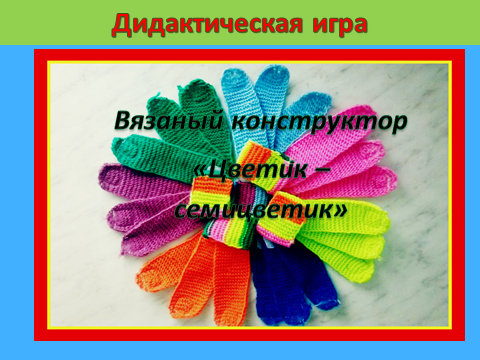 Дидактическая игра
Вязаный конструктор
«Цветик –
семицветик»